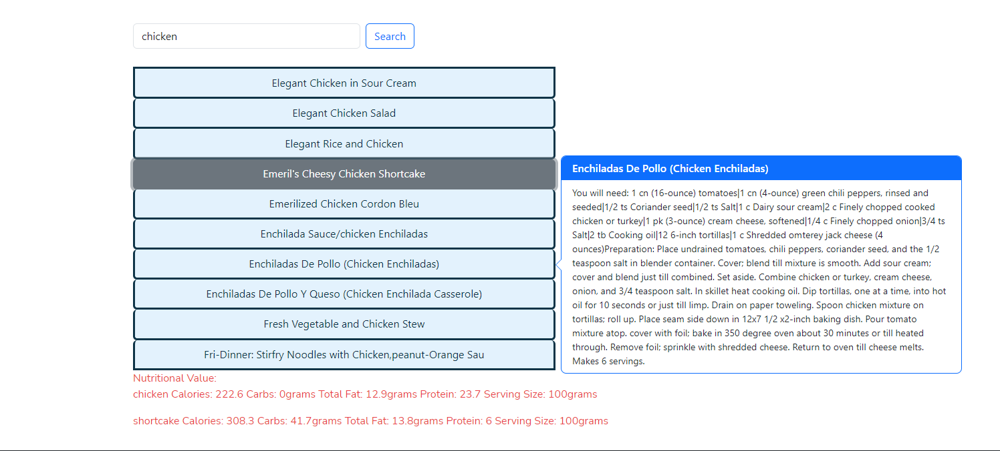 chicken
Search
Elegant Chicken in Sour Cream
Elegant Chicken Salad
Elegant Rice and Chicken
Emeril's Cheesy Chicken Shortcake
Emerilized Chicken Cordon Bleu
Enchilada Sauce/chicken Enchiladas
Enchiladas De Pollo (Chicken Enchiladas)
Enchiladas De Pollo Y Queso (Chicken Enchilada Casserole)
Fresh Vegetable and Chicken Stew
Fri-Dinner: Stirfry Noodles with Chicken,peanut-Orange Sau
Enchiladas De Pollo (Chicken Enchiladas)
You will need: 1 cn (16-ounce) tomatoes|1 cn (4-ounce) green chili peppers, rinsed and
seeded|1/2 ts Coriander seed|1/2 ts Salt|1 c Dairy sour cream|2 c Finely chopped cooked
chicken or turkey|1 pk (3-ounce) cream cheese, softened|1/4 c Finely chopped onion|3/4 ts
Salt|2 tb Cooking oil|12 6-inch tortillas|1 c Shredded omterey jack cheese (4
ounces)Preparation: Place undrained tomatoes, chili peppers, coriander seed, and the 1/2
teaspoon salt in blender container. Cover; blend till mixture is smooth. Add sour cream;
cover and blend just till combined. Set aside. Combine chicken or turkey, cream cheese,
onion, and 3/4 teaspoon salt. In skillet heat cooking oil. Dip tortillas, one at a time, into hot
oil for 10 seconds or just till limp. Drain on paper toweling. Spoon chicken mixture on
tortillas; roll up. Place seam side down in 12x7 1/2 x2-inch baking dish. Pour tomato
mixture atop. cover with foil; bake in 350 degree oven about 30 minutes or till heated
through. Remove foil; sprinkle with shredded cheese. Return to oven till cheese melts.
Makes 6 servings.
Nutritional Value:
chicken Calories: 222.6 Carbs: 0grams Total Fat: 12.9grams Protein: 23.7 Serving Size: 100grams
shortcake Calories: 308.3 Carbs: 41.7grams Total Fat: 13.8grams Protein: 6 Serving Size: 100grams